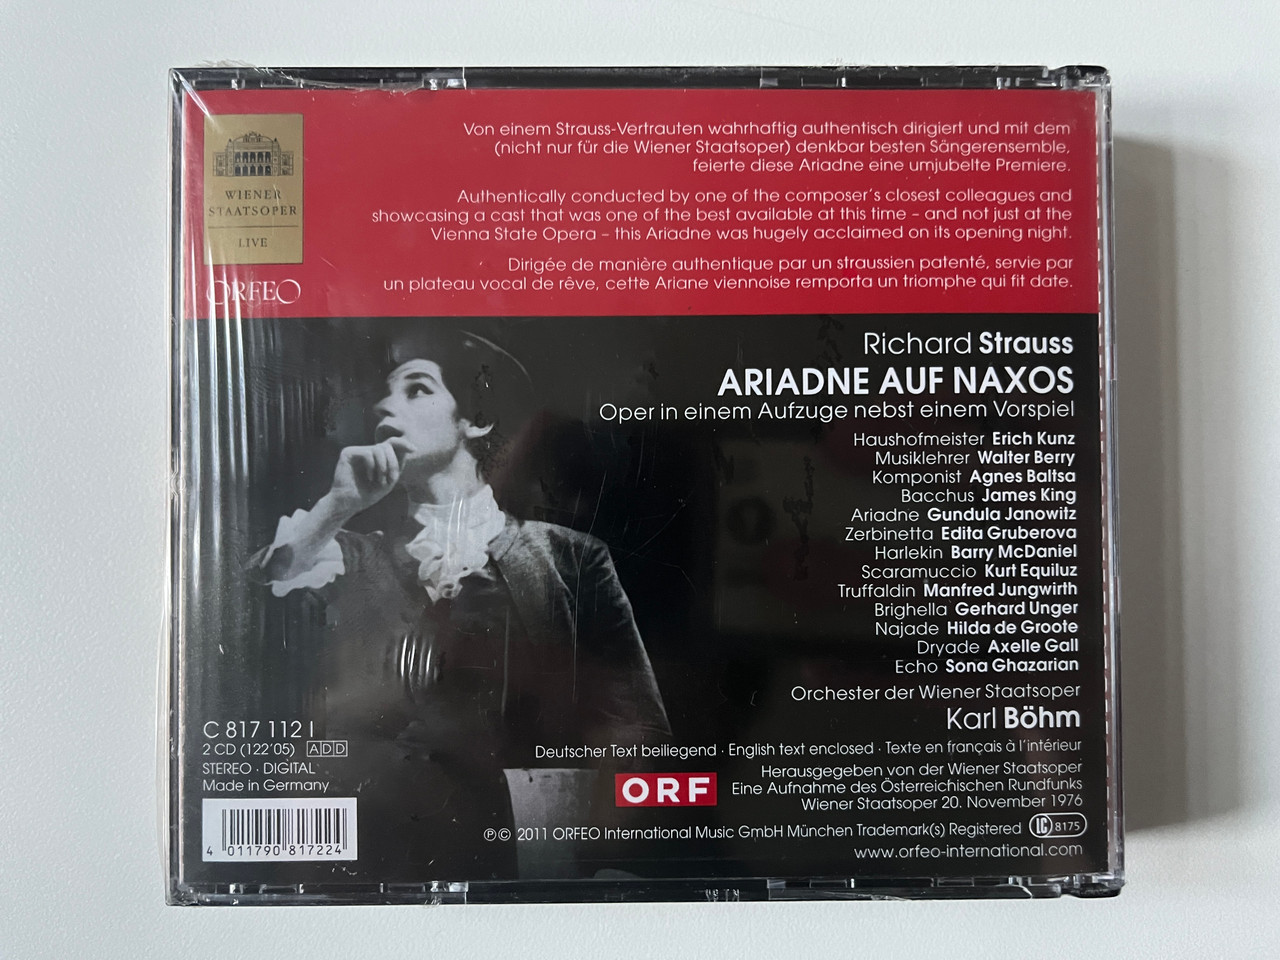 WIENER
STAATSOPER
LIVE
ORFEO
Von einem Strauss-Vertrauten wahrhaftig authentisch dirigiert und mit dem
(nicht nur für die Wiener Staatsoper) denkbar besten Sängerensemble,
feierte diese Ariadne eine umjubelte Premiere.
Authentically conducted by one of the composer's closest colleagues and
showcasing a cast that was one of the best available at this time – and not just at the
Vienna State Opera – this Ariadne was hugely acclaimed on its opening night.
Dirigée de manière authentique par un straussien patenté, servie par
un plateau vocal de rêve, cette Ariane viennoise remporta un triomphe qui fit date.
Richard Strauss
ARIADNE AUF NAXOS
Oper in einem Aufzuge nebst einem Vorspiel
Haushofmeister Erich Kunz
Musiklehrer Walter Berry
Komponist Agnes Baltsa
Bacchus James King
Ariadne Gundula Janowitz
Zerbinetta Edita Gruberova
Harlekin Barry McDaniel
Scaramuccio Kurt Equiluz
Truffaldin Manfred Jungwirth
Brighella Gerhard Unger
Najade Hilda de Groote
Dryade Axelle Gall
Echo Sona Ghazarian
Orchester der Wiener Staatsoper
Karl Böhm
C 817 112 I
2 CD (122'05) ADD
STEREO · DIGITAL
Made in Germany
4 011790 817224
Deutscher Text beiliegend · English text enclosed · Texte en français à l'intérieur
ORF
Herausgegeben von der Wiener Staatsoper
Eine Aufnahme des Österreichischen Rundfunks
Wiener Staatsoper 20. November 1976
℗© 2011 ORFEO International Music GmbH München Trademark(s) Registered LC 8175
www.orfeo-international.com